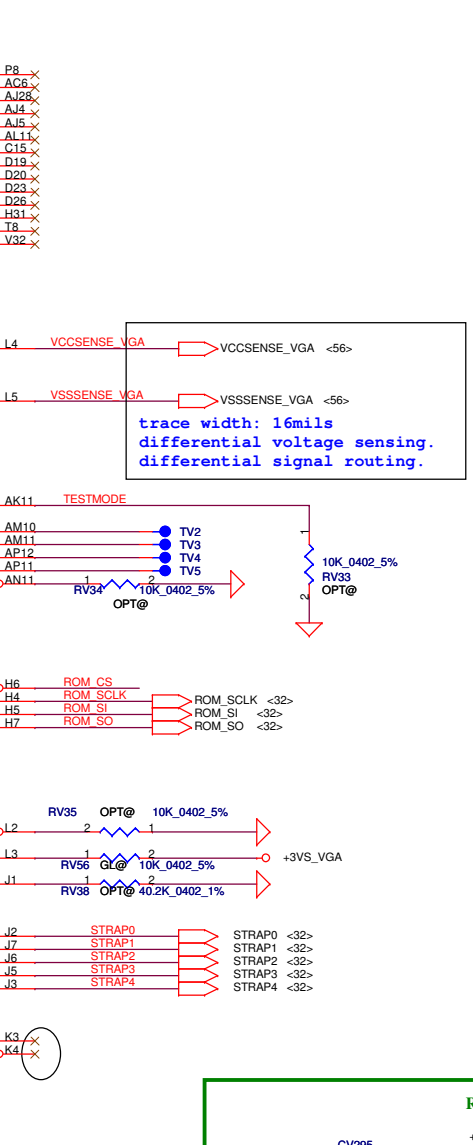 P8
AC6
AJ28
AJ4
AJ5
AL11
C15
D19
D20
D23
D26
H31
T8
V32
L4 VCCSENSE_VGA VCCSENSE_VGA <56>
L5 VSSSENSE_VGA VSSSENSE_VGA <56>
trace width: 16mils
differential voltage sensing.
differential signal routing.
AK11 TESTMODE
1
AM10 TV2
AM11 TV3
AP12 TV4
AP11 TV5
AN11 1 2
RV34 10K_0402_5%
OPT@
10K_0402_5%
RV33
OPT@
2
H6 ROM_CS
H4 ROM_SCLK ROM_SCLK <32>
H5 ROM_SI ROM_SI <32>
H7 ROM_SO ROM_SO <32>
RV35 OPT@ 10K_0402_5%
L2 2 1
L3 1 2 +3VS_VGA
RV56 GL@ 10K_0402_5%
J1 1 2
RV38 OPT@ 40.2K_0402_1%
J2 STRAP0 STRAP0 <32>
J7 STRAP1 STRAP1 <32>
J6 STRAP2 STRAP2 <32>
J5 STRAP3 STRAP3 <32>
J3 STRAP4 STRAP4 <32>
K3
K4